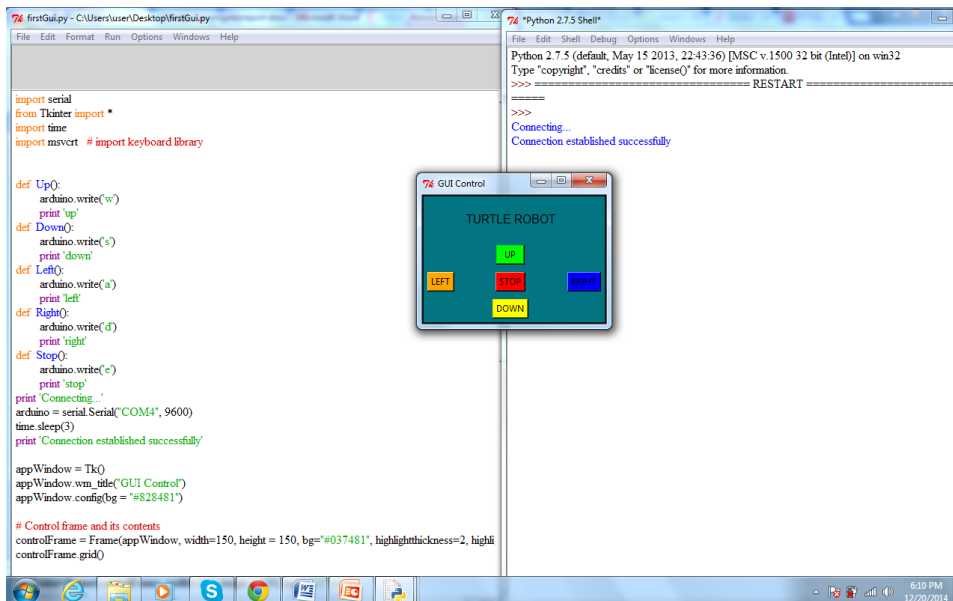 firstGui.py - C:\Users\user\Desktop\firstGui.py
File Edit Format Run Options Windows Help
import serial
from Tkinter import *
import time
import msvcrt # import keyboard library
def Up():
arduino.write('w')
print 'up'
def Down():
arduino.write('s')
print 'down'
def Left():
arduino.write('a')
print 'left'
def Right():
arduino.write('d')
print 'right'
def Stop():
arduino.write('e')
print 'stop'
print 'Connecting...'
arduino = serial.Serial("COM4", 9600)
time.sleep(3)
print 'Connection established successfully'
appWindow = Tk()
appWindow.wm_title("GUI Control")
appWindow.config(bg = "#828481")
# Control frame and its contents
controlFrame = Frame(appWindow, width=150, height = 150, bg="#037481", highlightthickness=2, highli
controlFrame.grid()
*Python 2.7.5 Shell*
File Edit Shell Debug Options Windows Help
Python 2.7.5 (default, May 15 2013, 22:43:36) [MSC v.1500 32 bit (Intel)] on win32
Type "copyright", "credits" or "license()" for more information.
>>> ================================ RESTART ======================
=====
>>>
Connecting...
Connection established successfully
GUI Control
TURTLE ROBOT
UP
LEFT STOP RIGHT
DOWN
6:10 PM
12/20/2014